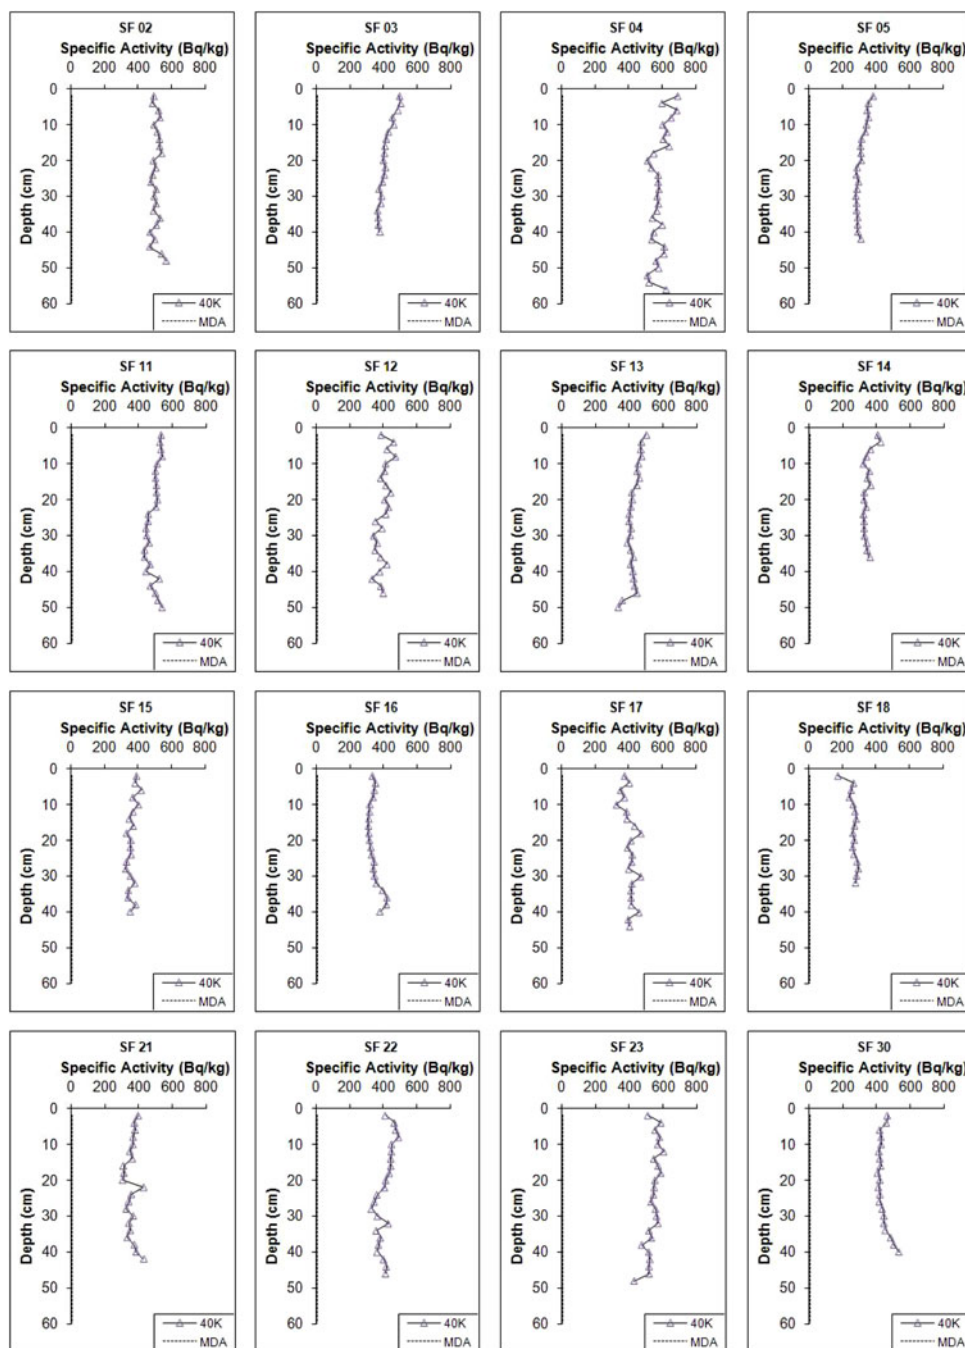 SF 02
Specific Activity (Bq/kg)
0 200 400 600 800
0
10
20
30
40
50
60
Depth (cm)
40K
MDA
SF 03
Specific Activity (Bq/kg)
0 200 400 600 800
0
10
20
30
40
50
60
Depth (cm)
40K
MDA
SF 04
Specific Activity (Bq/kg)
0 200 400 600 800
0
10
20
30
40
50
60
Depth (cm)
40K
MDA
SF 05
Specific Activity (Bq/kg)
0 200 400 600 800
0
10
20
30
40
50
60
Depth (cm)
40K
MDA
SF 11
Specific Activity (Bq/kg)
0 200 400 600 800
0
10
20
30
40
50
60
Depth (cm)
40K
MDA
SF 12
Specific Activity (Bq/kg)
0 200 400 600 800
0
10
20
30
40
50
60
Depth (cm)
40K
MDA
SF 13
Specific Activity (Bq/kg)
0 200 400 600 800
0
10
20
30
40
50
60
Depth (cm)
40K
MDA
SF 14
Specific Activity (Bq/kg)
0 200 400 600 800
0
10
20
30
40
50
60
Depth (cm)
40K
MDA
SF 15
Specific Activity (Bq/kg)
0 200 400 600 800
0
10
20
30
40
50
60
Depth (cm)
40K
MDA
SF 16
Specific Activity (Bq/kg)
0 200 400 600 800
0
10
20
30
40
50
60
Depth (cm)
40K
MDA
SF 17
Specific Activity (Bq/kg)
0 200 400 600 800
0
10
20
30
40
50
60
Depth (cm)
40K
MDA
SF 18
Specific Activity (Bq/kg)
0 200 400 600 800
0
10
20
30
40
50
60
Depth (cm)
40K
MDA
SF 21
Specific Activity (Bq/kg)
0 200 400 600 800
0
10
20
30
40
50
60
Depth (cm)
40K
MDA
SF 22
Specific Activity (Bq/kg)
0 200 400 600 800
0
10
20
30
40
50
60
Depth (cm)
40K
MDA
SF 23
Specific Activity (Bq/kg)
0 200 400 600 800
0
10
20
30
40
50
60
Depth (cm)
40K
MDA
SF 30
Specific Activity (Bq/kg)
0 200 400 600 800
0
10
20
30
40
50
60
Depth (cm)
40K
MDA